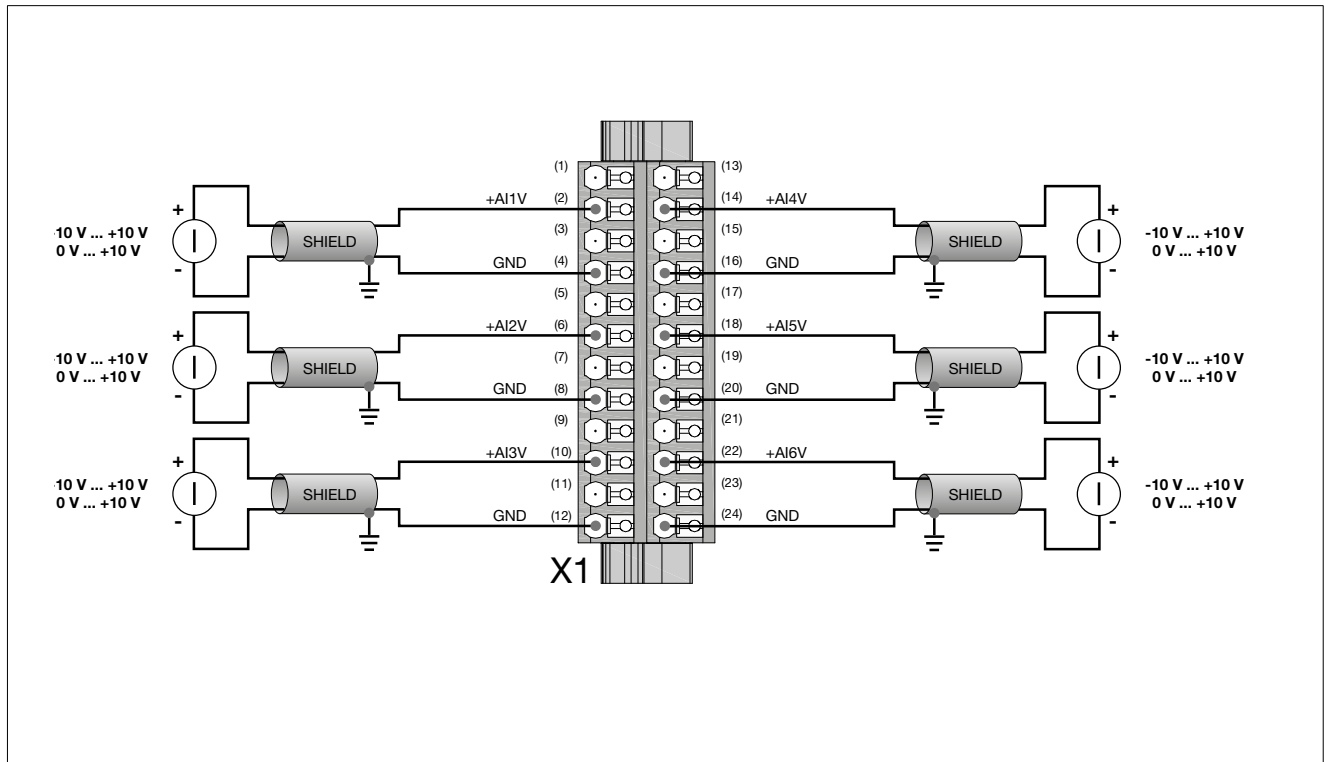 (1) (13)
+AI1V (2) (14) +AI4V
+ +
(3) (15)
10 V ... +10 V SHIELD SHIELD -10 V ... +10 V
0 V ... +10 V 0 V ... +10 V
GND (4) (16) GND
- -
(5) (17)
+AI2V (6) (18) +AI5V
+ +
10 V ... +10 V (7) (19) -10 V ... +10 V
0 V ... +10 V SHIELD SHIELD 0 V ... +10 V
GND (8) (20) GND
- -
(9) (21)
+AI3V (10) (22) +AI6V
+ +
10 V ... +10 V (11) (23) -10 V ... +10 V
0 V ... +10 V SHIELD SHIELD 0 V ... +10 V
GND (12) (24) GND
- -
X1